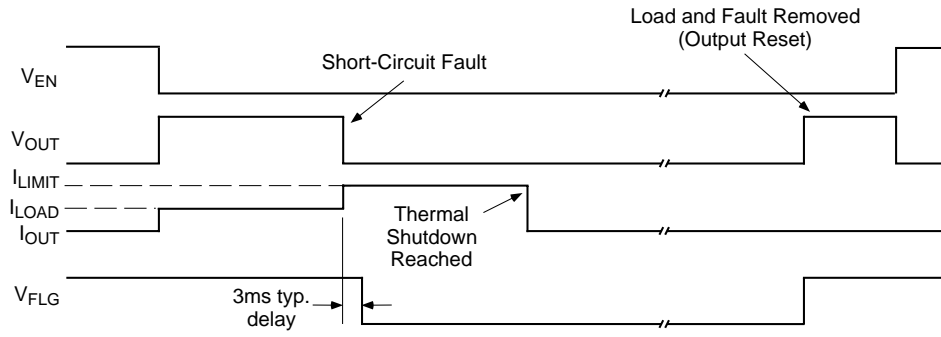 Load and Fault Removed
(Output Reset)
VEN
Short-Circuit Fault
VOUT
ILIMIT
ILOAD
IOUT
Thermal
Shutdown
Reached
VFLG
3ms typ.
delay